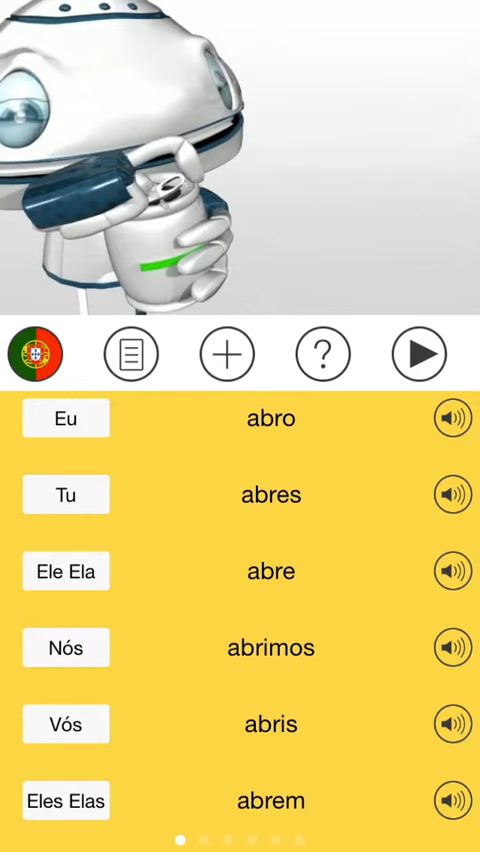 Eu abro
Tu abres
Ele Ela abre
Nós abrimos
Vós abris
Eles Elas abrem